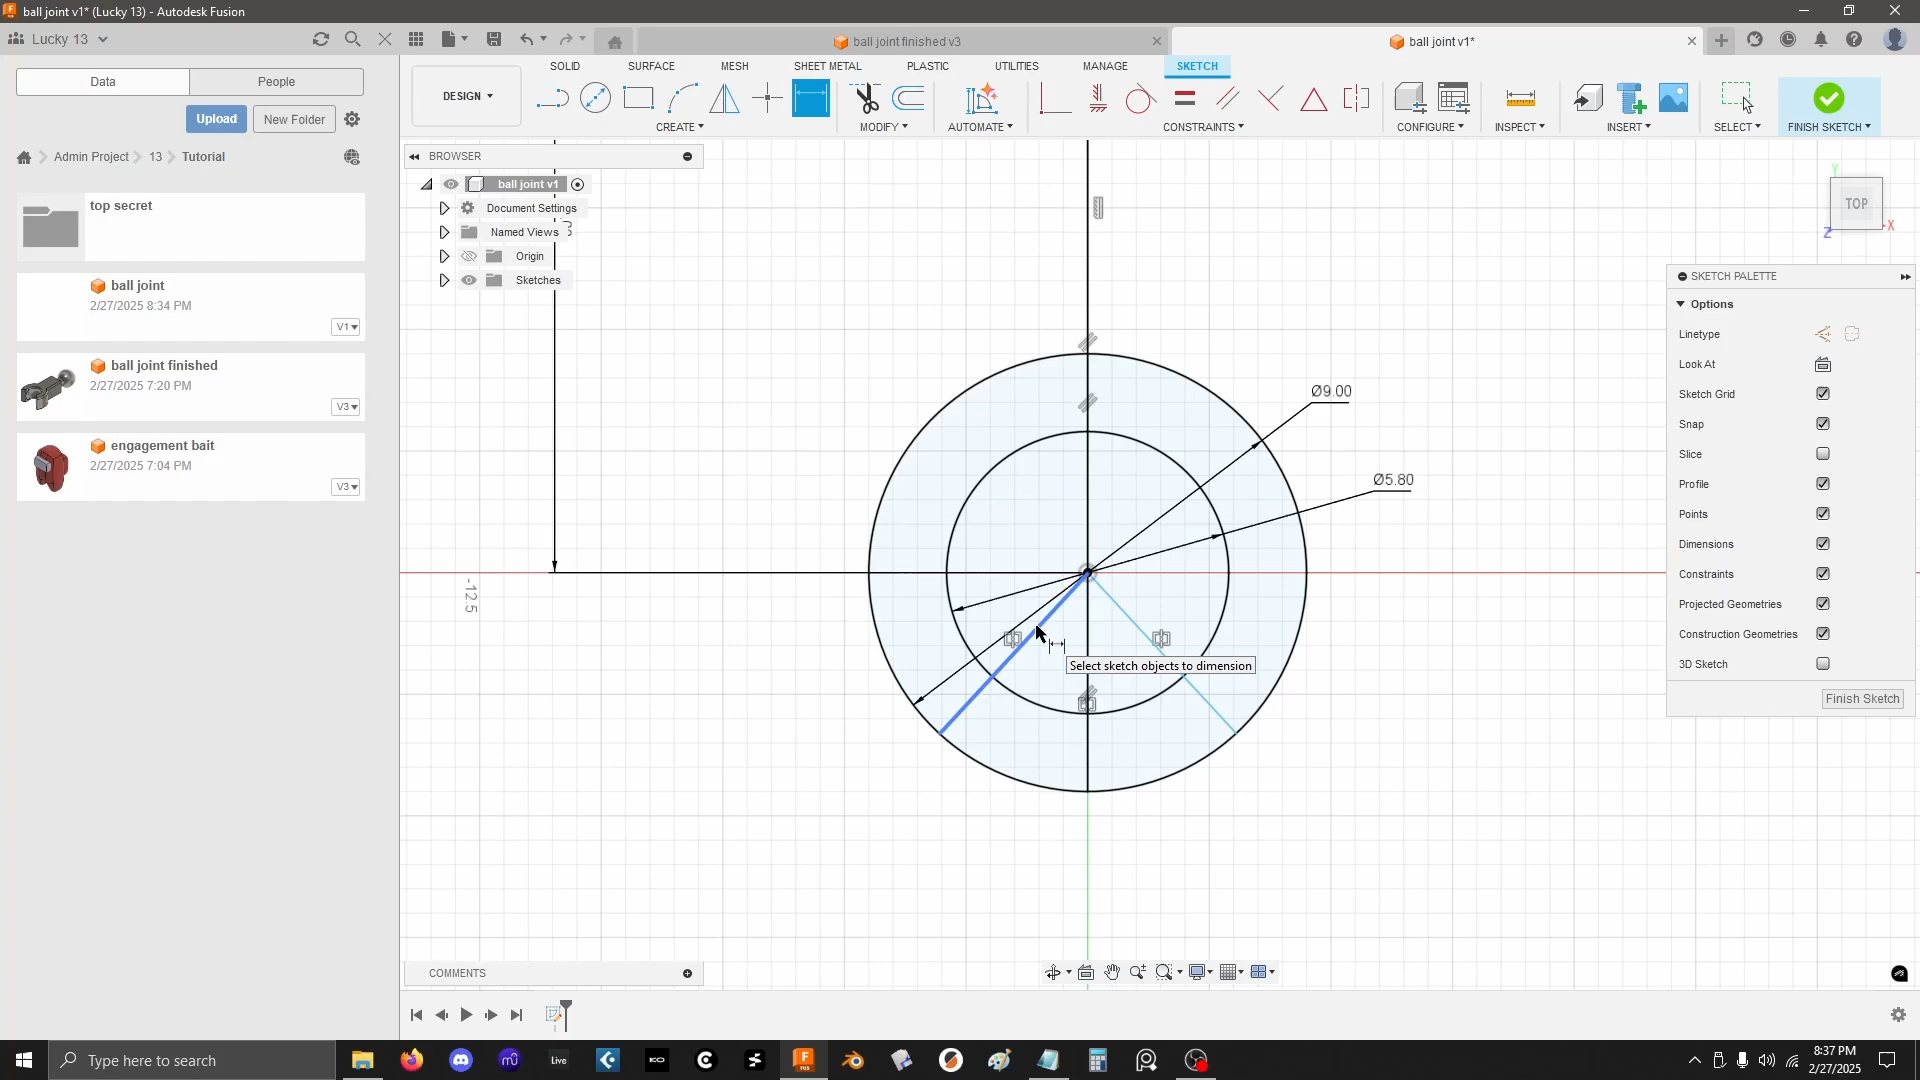 ball joint v1* (Lucky 13) - Autodesk Fusion
Lucky 13
ball joint finished v3
ball joint v1*
Data
People
Upload
New Folder
Admin Project
13
Tutorial
top secret
ball joint
2/27/2025 8:34 PM
V1
ball joint finished
2/27/2025 7:20 PM
V3
engagement bait
2/27/2025 7:04 PM
V3
DESIGN
SOLID
SURFACE
MESH
SHEET METAL
PLASTIC
UTILITIES
MANAGE
SKETCH
CREATE
MODIFY
AUTOMATE
CONSTRAINTS
CONFIGURE
INSPECT
INSERT
SELECT
FINISH SKETCH
BROWSER
ball joint v1
Document Settings
Named Views
Origin
Sketches
TOP
X
Y
Z
Ø9.00
Ø5.80
-12.5
Select sketch objects to dimension
SKETCH PALETTE
Options
Linetype
Look At
Sketch Grid
Snap
Slice
Profile
Points
Dimensions
Constraints
Projected Geometries
Construction Geometries
3D Sketch
Finish Sketch
COMMENTS
Type here to search
Live
8:37 PM
2/27/2025